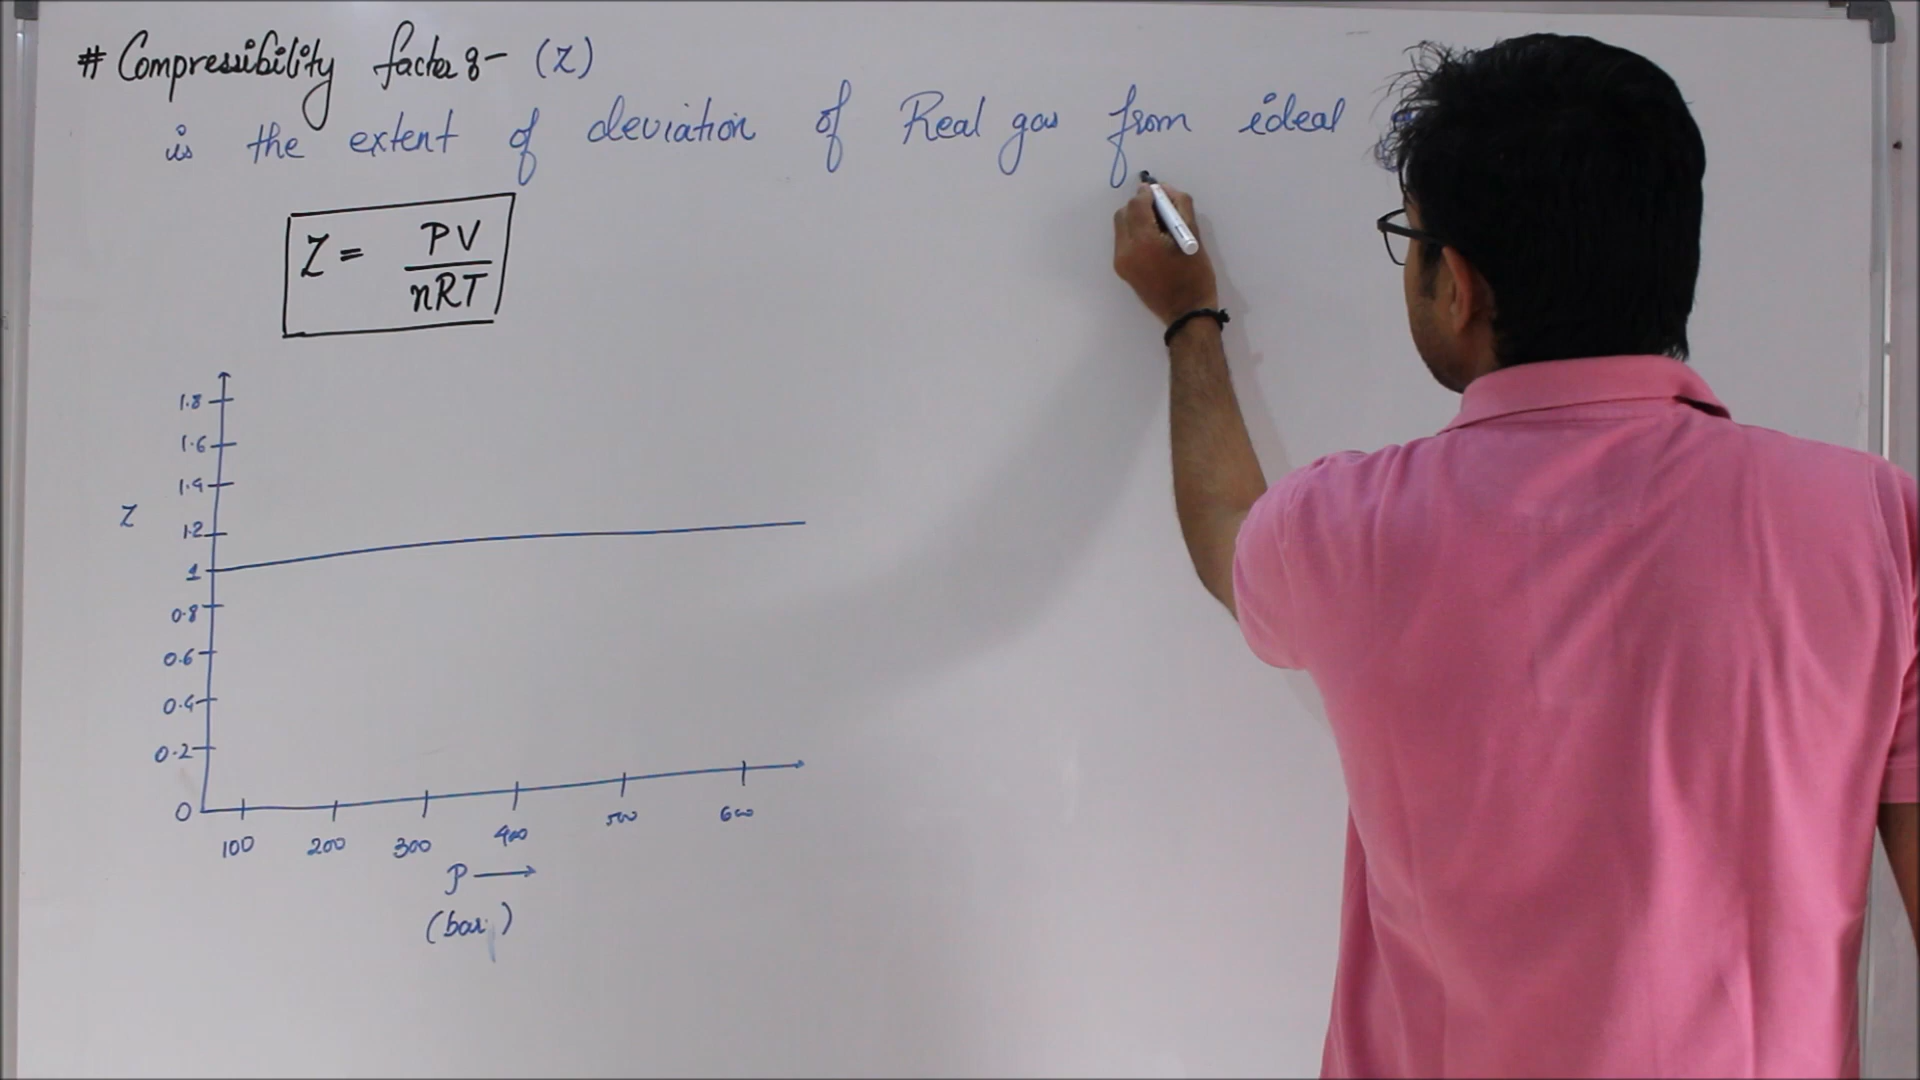 # Compressibility factor :- (Z)
is the extent of deviation of Real gas from ideal
Z = PV / nRT
1.8
1.6
1.4
1.2
Z
1
0.8
0.6
0.4
0.2
0
100 200 300 400 500 600
P →
(bar)